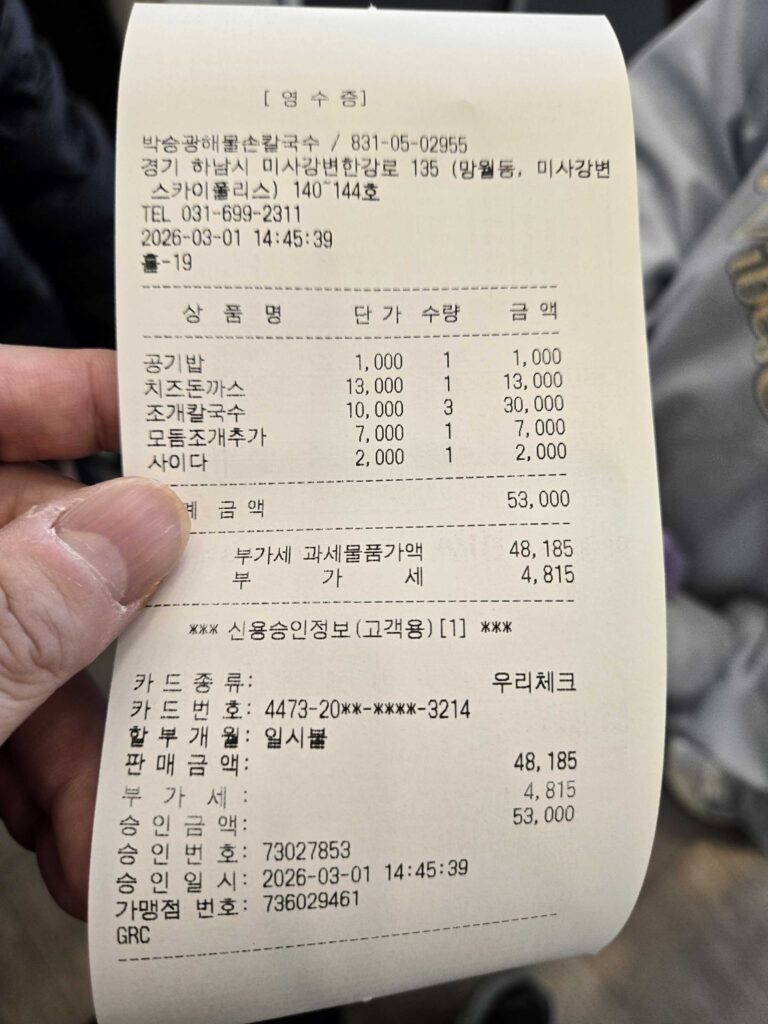 [ 영 수 증 ]
박승광해물손칼국수 / 831-05-02955
경기 하남시 미사강변한강로 135 (망월동, 미사강변
스카이폴리스) 140~144호
TEL 031-699-2311
2026-03-01 14:45:39
홀-19
상 품 명 단 가 수량 금 액
공기밥 1,000 1 1,000
치즈돈까스 13,000 1 13,000
조개칼국수 10,000 3 30,000
모둠조개추가 7,000 1 7,000
사이다 2,000 1 2,000
계 금 액 53,000
부가세 과세물품가액 48,185
부 가 세 4,815
*** 신용승인정보(고객용)[1] ***
카 드 종 류: 우리체크
카 드 번 호: 4473-20**-****-3214
할 부 개 월: 일시불
판 매 금 액: 48,185
부 가 세 : 4,815
승 인 금 액: 53,000
승 인 번 호: 73027853
승 인 일 시: 2026-03-01 14:45:39
가맹점 번호: 736029461
GRC